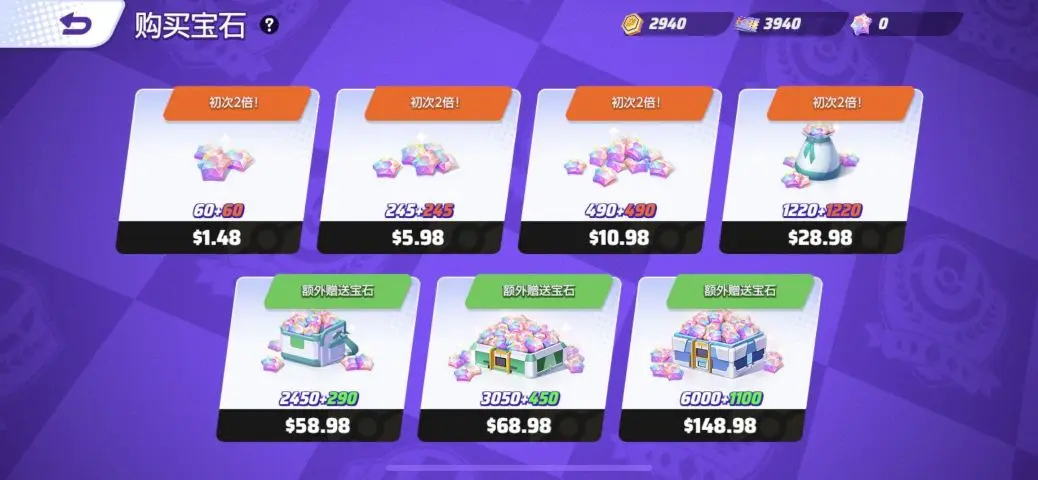 购买宝石 ?
2940
3940
0
初次2倍!
初次2倍!
初次2倍!
初次2倍!
60+60
245+245
490+490
1220+1220
$1.48
$5.98
$10.98
$28.98
额外赠送宝石
额外赠送宝石
额外赠送宝石
2450+290
3050+450
6000+1100
$58.98
$68.98
$148.98